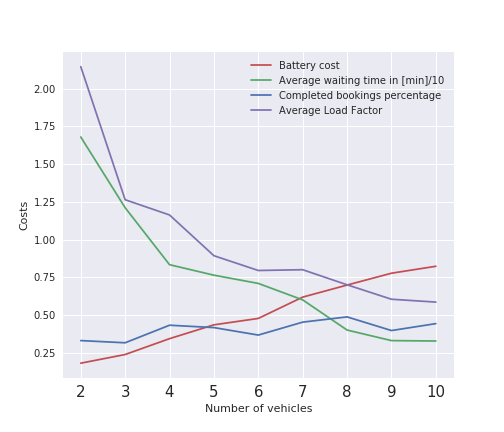 Battery cost
Average waiting time in [min]/10
Completed bookings percentage
Average Load Factor
2.00
1.75
1.50
1.25
1.00
0.75
0.50
0.25
Costs
2 3 4 5 6 7 8 9 10
Number of vehicles